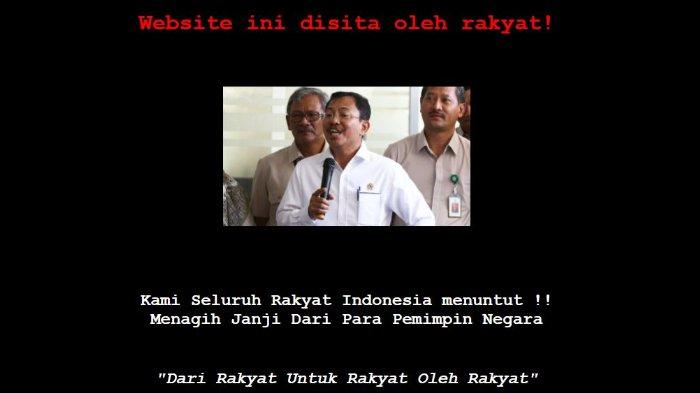 Website ini disita oleh rakyat!
Kami Seluruh Rakyat Indonesia menuntut !!
Menagih Janji Dari Para Pemimpin Negara
"Dari Rakyat Untuk Rakyat Oleh Rakyat"